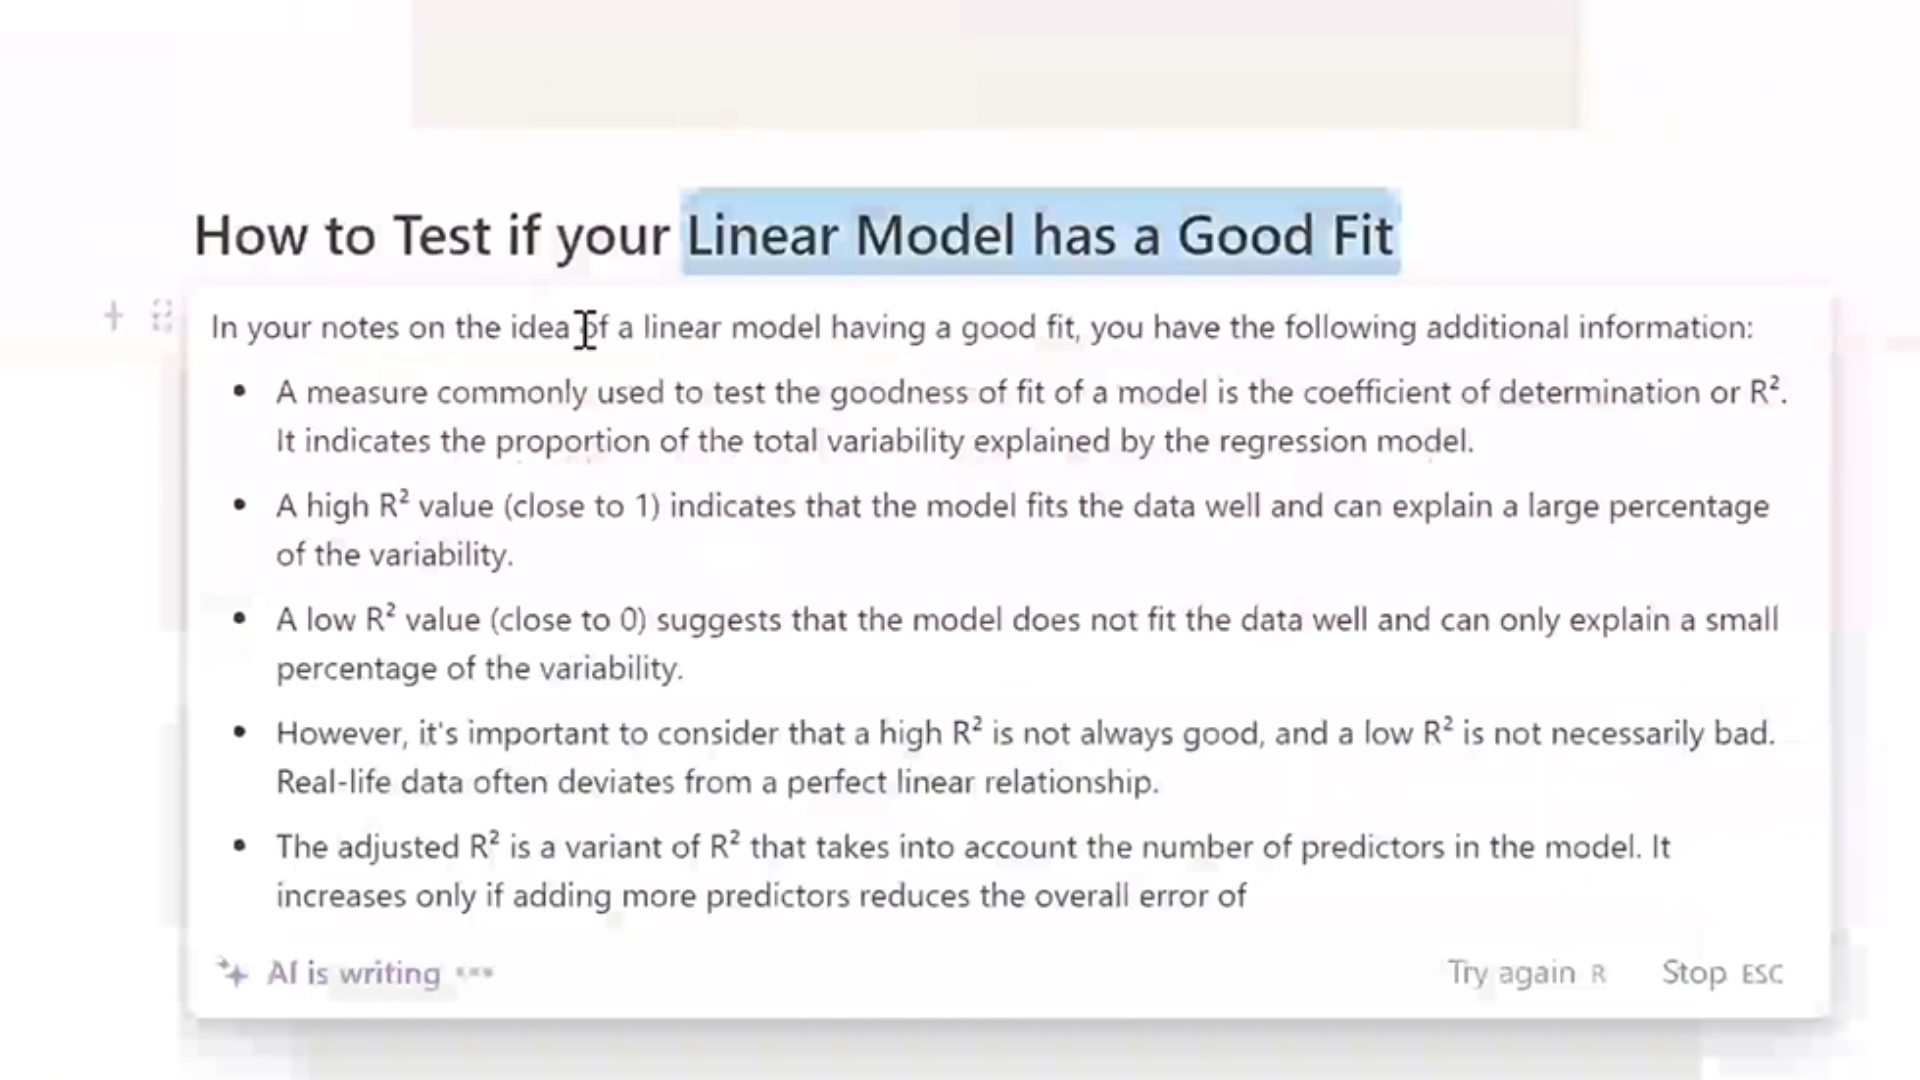 How to Test if your Linear Model has a Good Fit
In your notes on the idea of a linear model having a good fit, you have the following additional information:
• A measure commonly used to test the goodness of fit of a model is the coefficient of determination or R².
It indicates the proportion of the total variability explained by the regression model.
• A high R² value (close to 1) indicates that the model fits the data well and can explain a large percentage
of the variability.
• A low R² value (close to 0) suggests that the model does not fit the data well and can only explain a small
percentage of the variability.
• However, it's important to consider that a high R² is not always good, and a low R² is not necessarily bad.
Real-life data often deviates from a perfect linear relationship.
• The adjusted R² is a variant of R² that takes into account the number of predictors in the model. It
increases only if adding more predictors reduces the overall error of
AI is writing Try again R Stop ESC